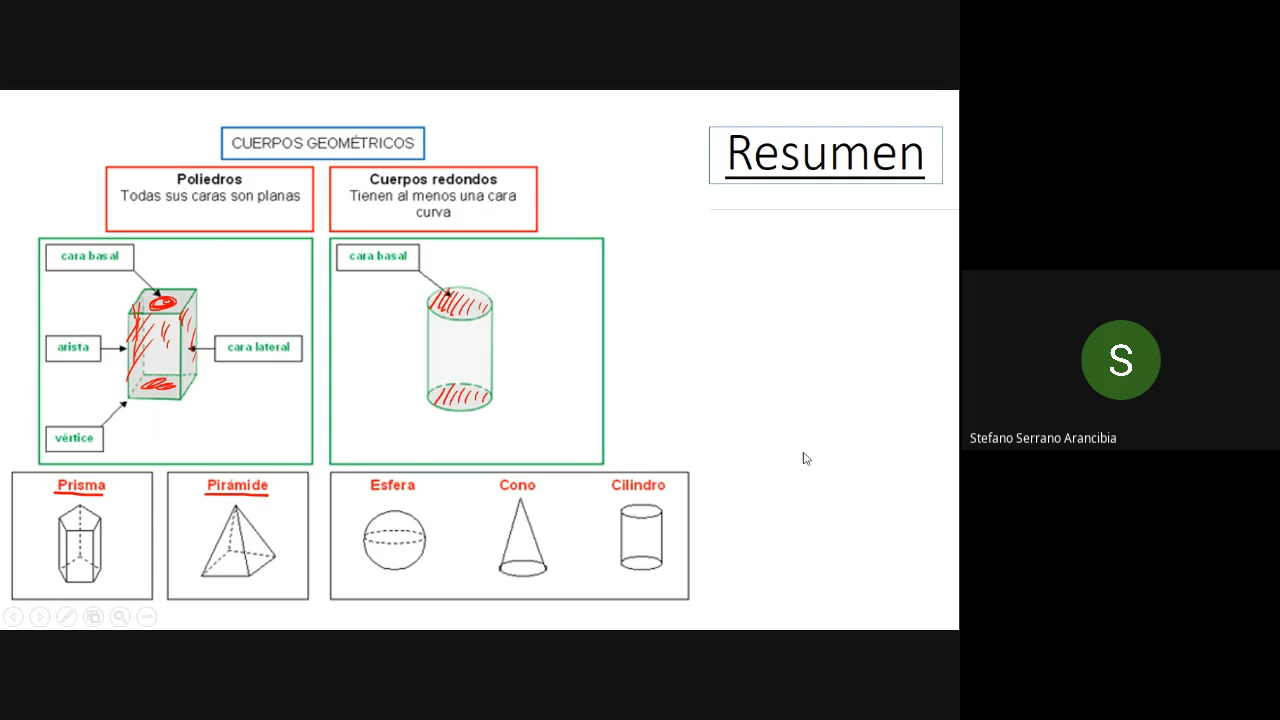 CUERPOS GEOMÉTRICOS
Resumen
Poliedros
Todas sus caras son planas
Cuerpos redondos
Tienen al menos una cara
curva
cara basal
arista
cara lateral
vértice
cara basal
Prisma
Pirámide
Esfera
Cono
Cilindro
S
Stefano Serrano Arancibia